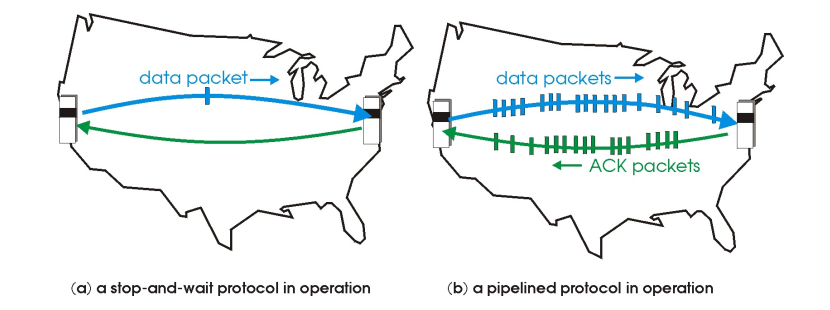 data packet
data packets
ACK packets
(a) a stop-and-wait protocol in operation
(b) a pipelined protocol in operation